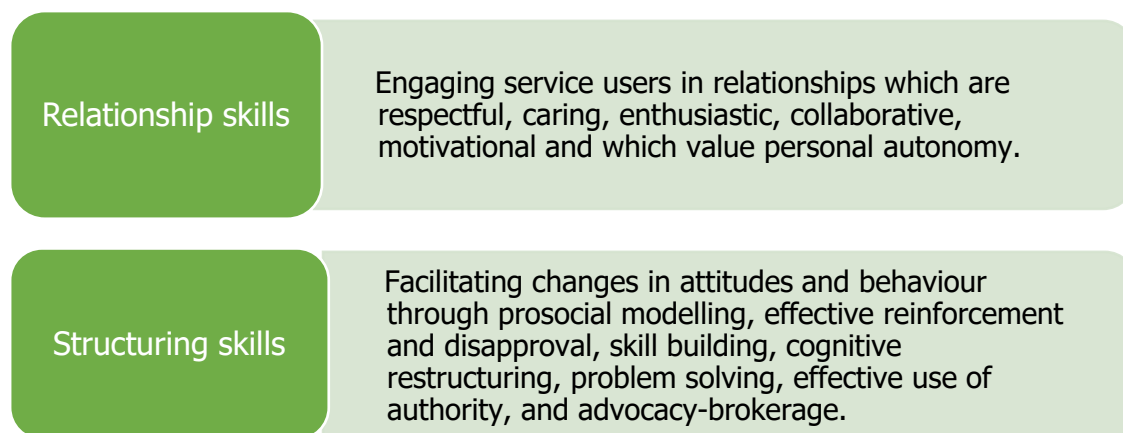 Relationship skills
Engaging service users in relationships which are
respectful, caring, enthusiastic, collaborative,
motivational and which value personal autonomy.
Structuring skills
Facilitating changes in attitudes and behaviour
through prosocial modelling, effective reinforcement
and disapproval, skill building, cognitive
restructuring, problem solving, effective use of
authority, and advocacy-brokerage.